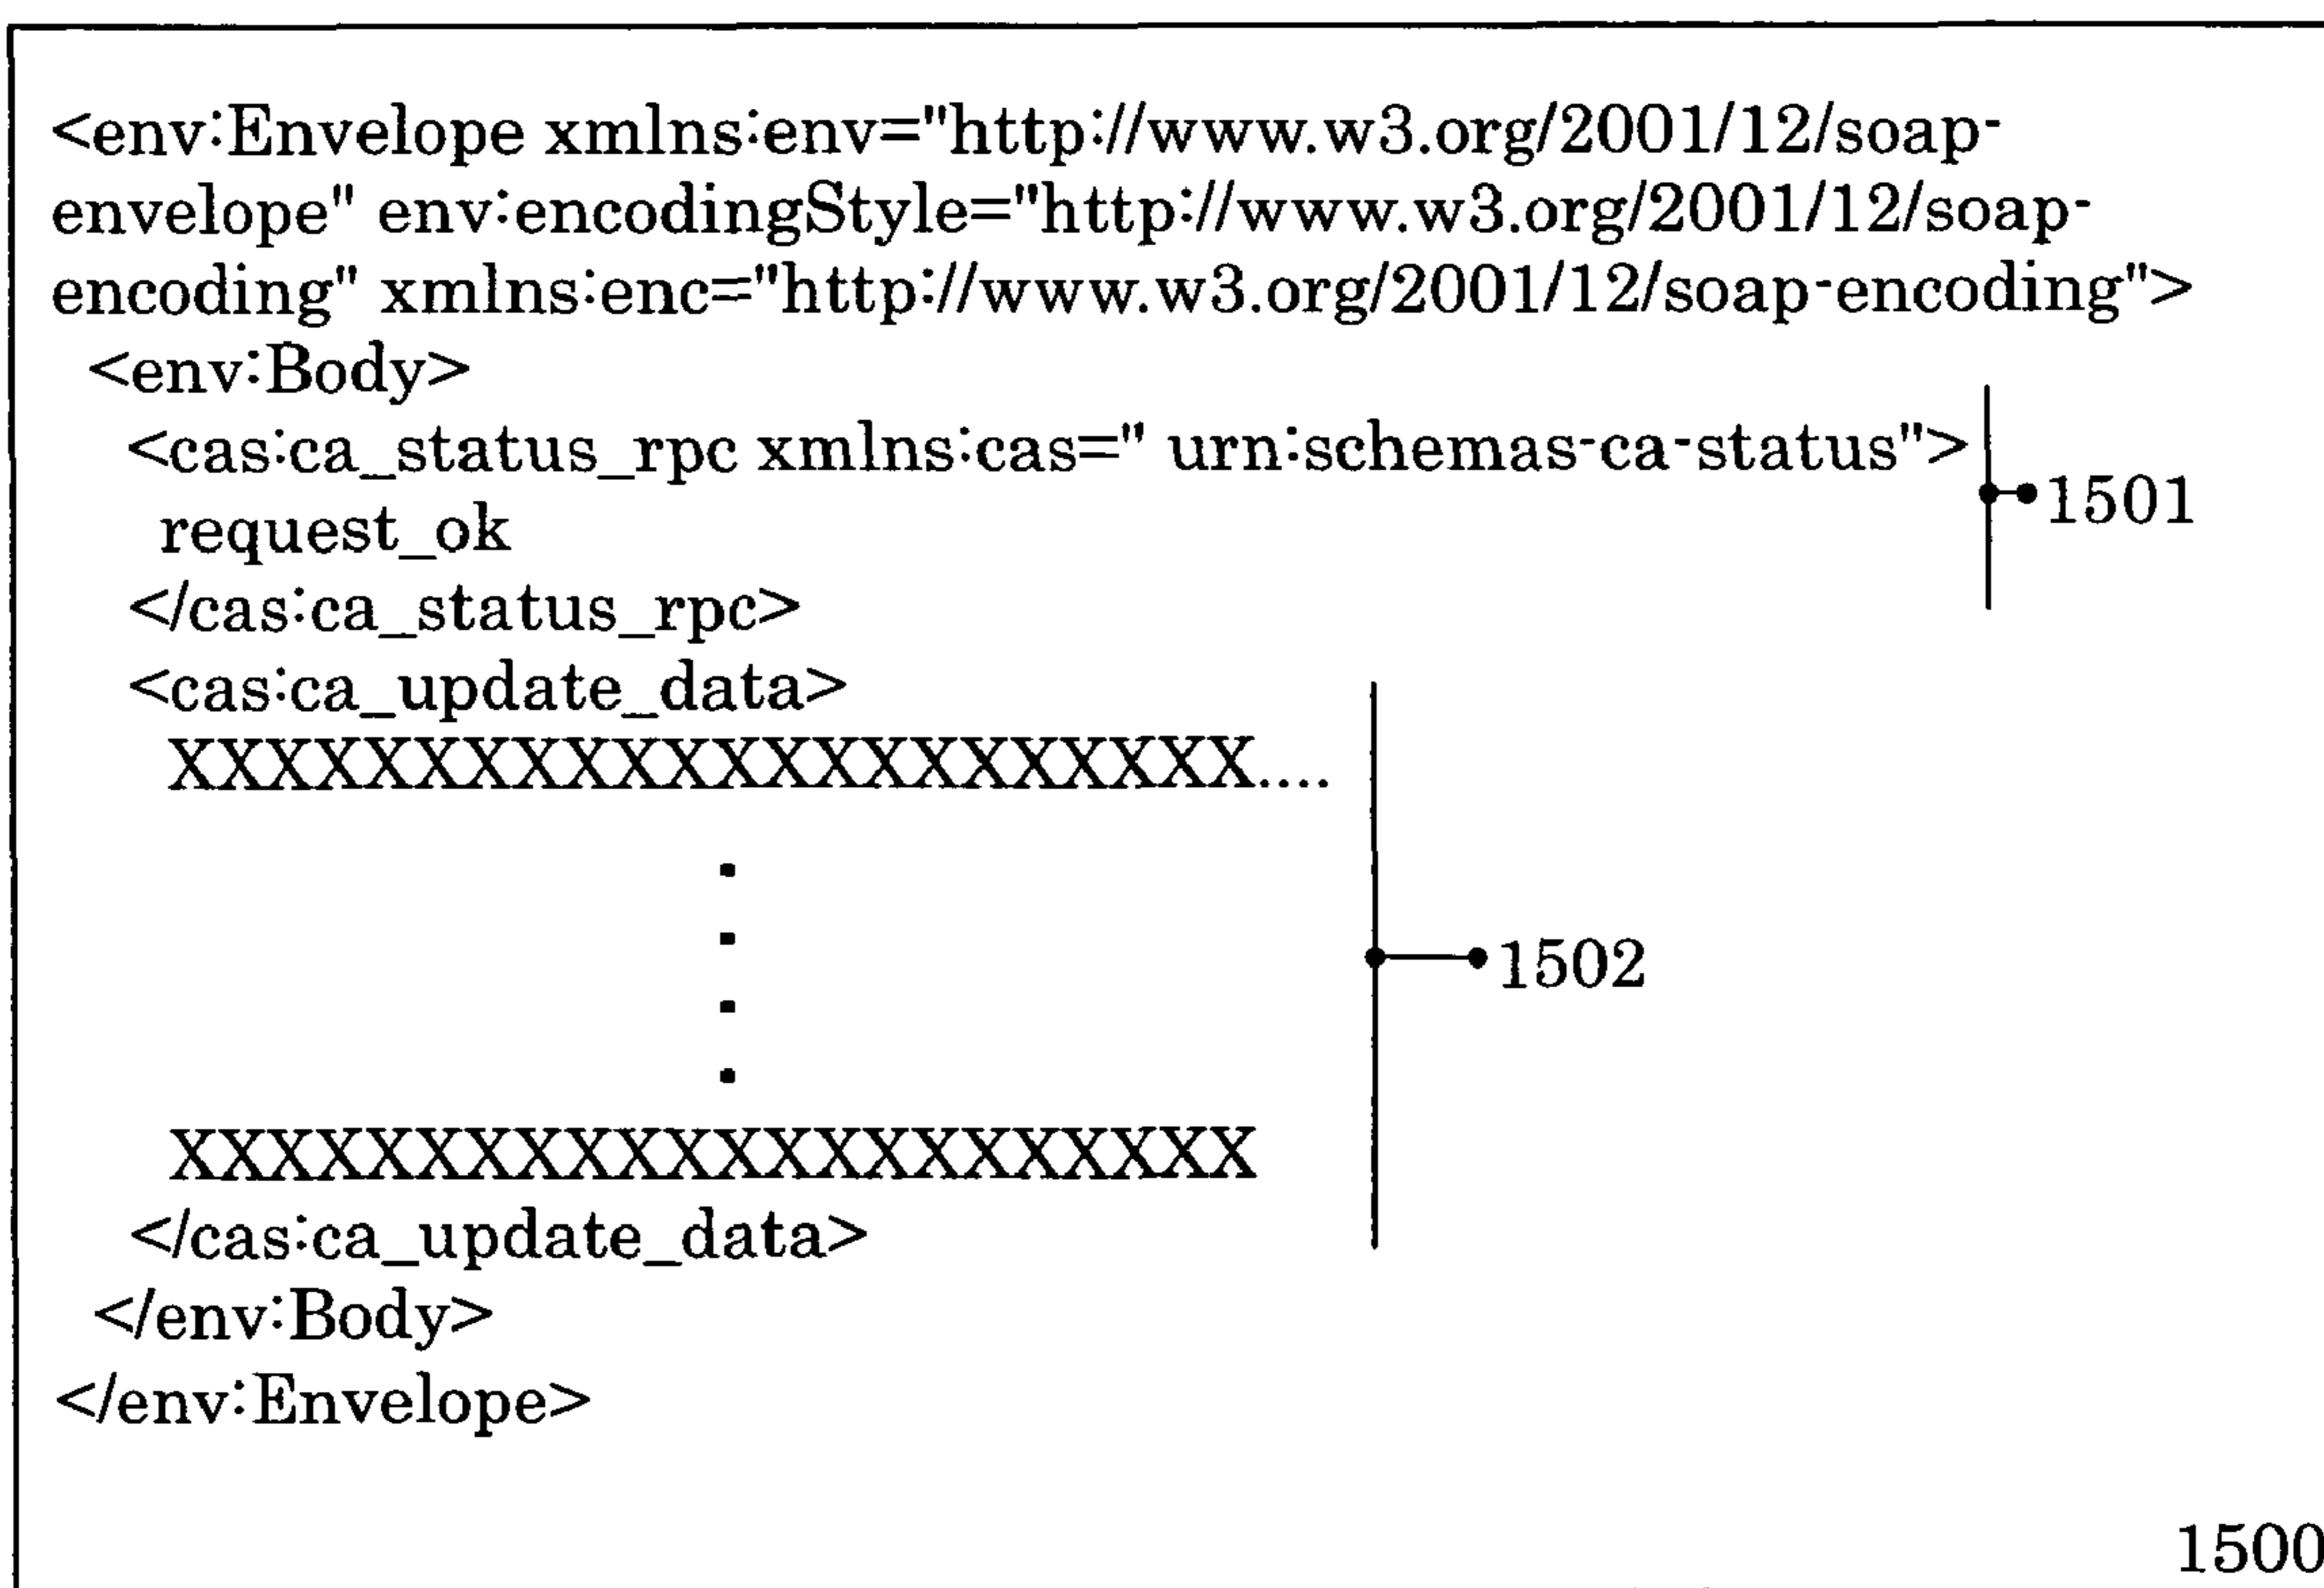 <env:Envelope xmlns:env="http://www.w3.org/2001/12/soap-
envelope" env:encodingStyle="http://www.w3.org/2001/12/soap-
encoding" xmlns:enc="http://www.w3.org/2001/12/soap-encoding">
<env:Body>
<cas:ca_status_rpc xmlns:cas=" urn:schemas-ca-status">
request_ok
1501
</cas:ca_status_rpc>
<cas:ca_update_data>
XXXXXXXXXXXXXXXXXXXXXX....
.
.
1502
.
.
XXXXXXXXXXXXXXXXXXXXXX
</cas:ca_update_data>
</env:Body>
</env:Envelope>
1500